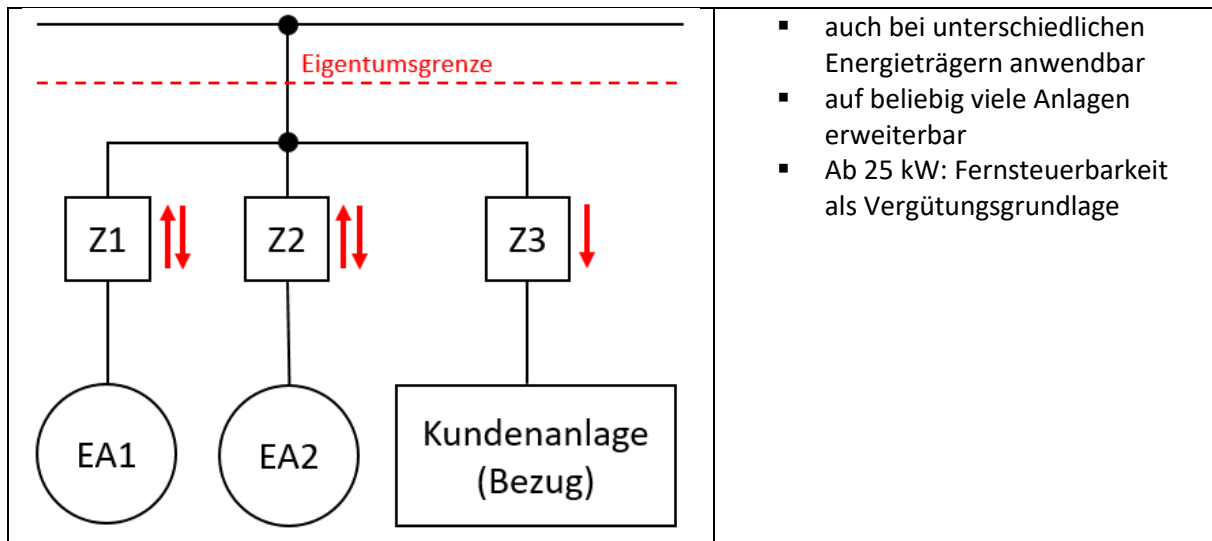 Eigentumsgrenze
Z1
Z2
Z3
EA1
EA2
Kundenanlage
(Bezug)
▪ auch bei unterschiedlichen
Energieträgern anwendbar
▪ auf beliebig viele Anlagen
erweiterbar
▪ Ab 25 kW: Fernsteuerbarkeit
als Vergütungsgrundlage